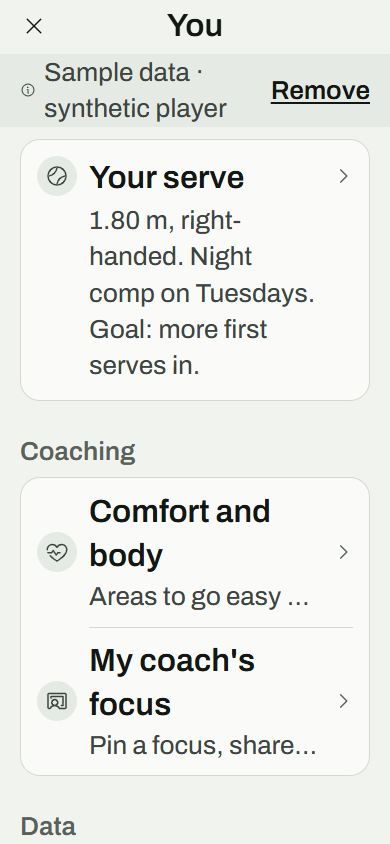 You
Sample data ·
synthetic player
Remove
Your serve
1.80 m, right-
handed. Night
comp on Tuesdays.
Goal: more first
serves in.
Coaching
Comfort and
body
Areas to go easy ...
My coach's
focus
Pin a focus, share...
Data